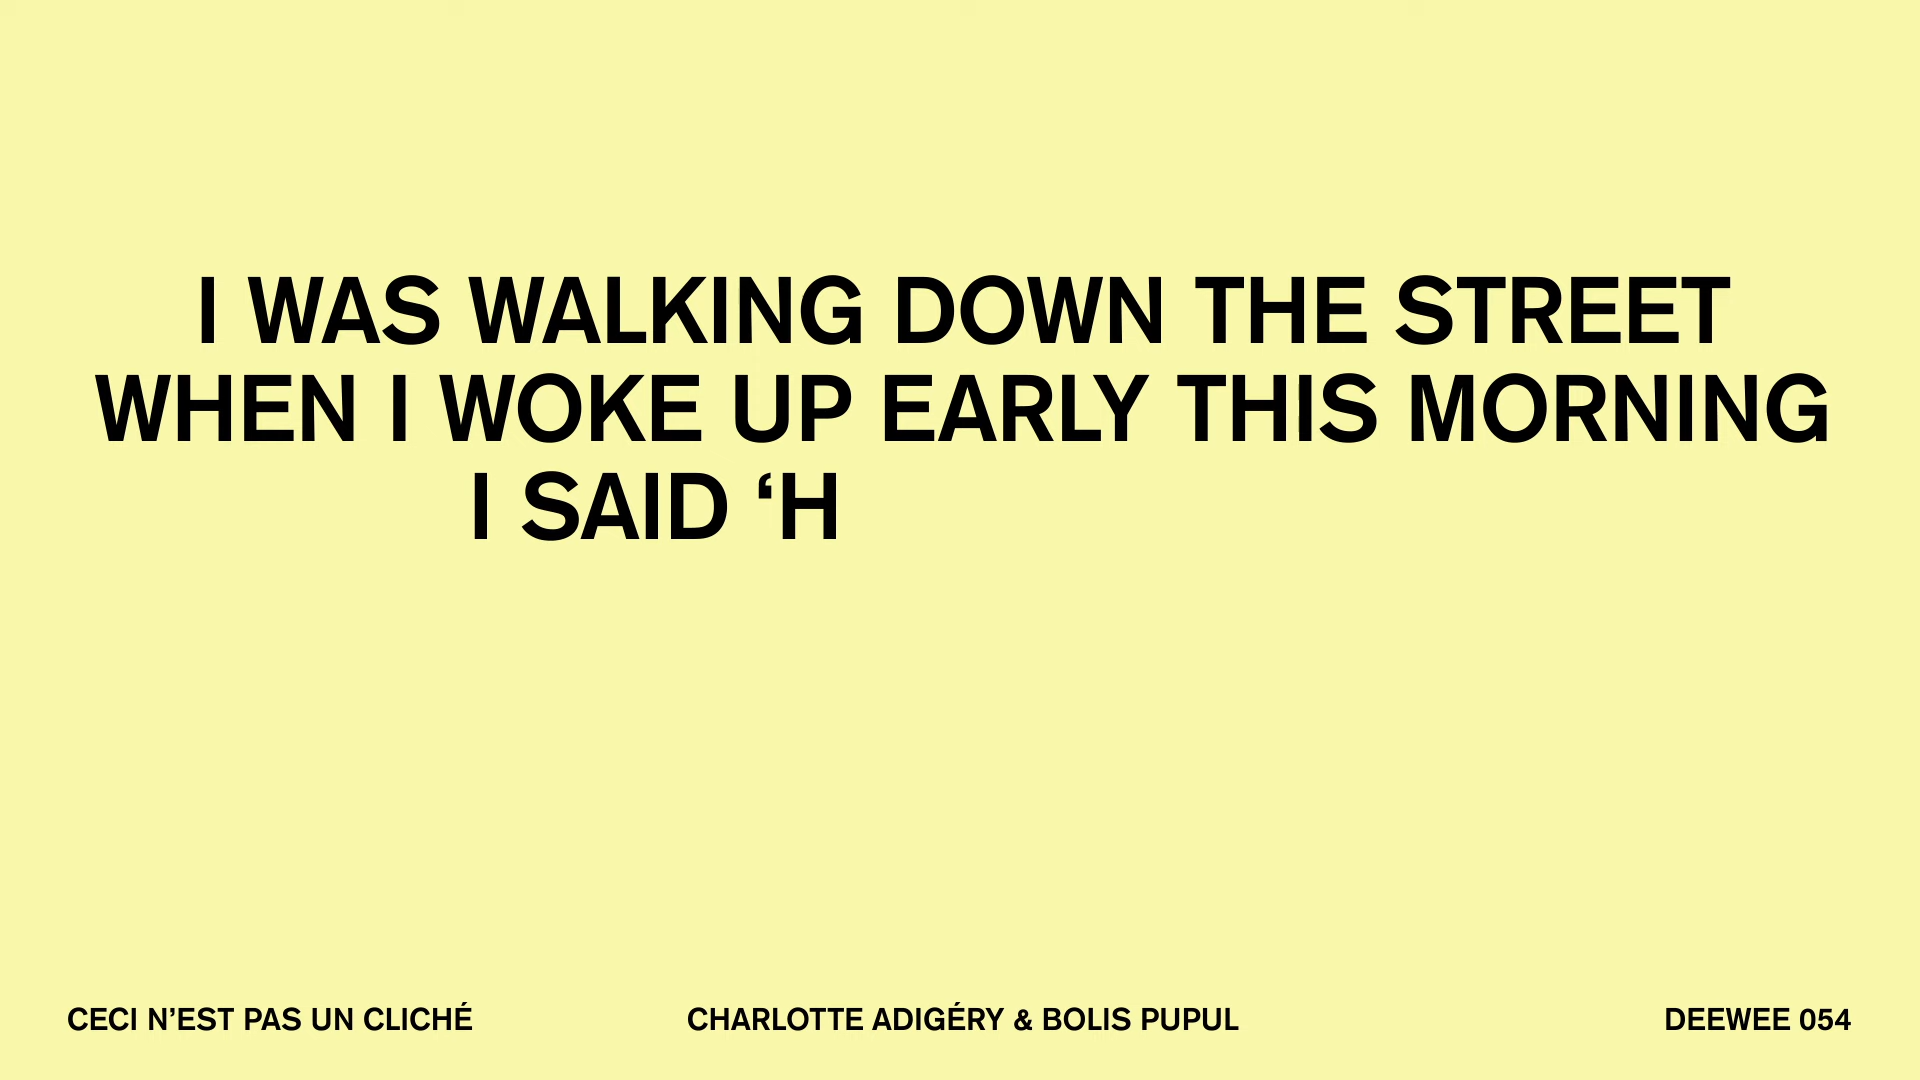 I WAS WALKING DOWN THE STREET
WHEN I WOKE UP EARLY THIS MORNING
I SAID ‘H
CECI N’EST PAS UN CLICHÉ
CHARLOTTE ADIGÉRY & BOLIS PUPUL
DEEWEE 054